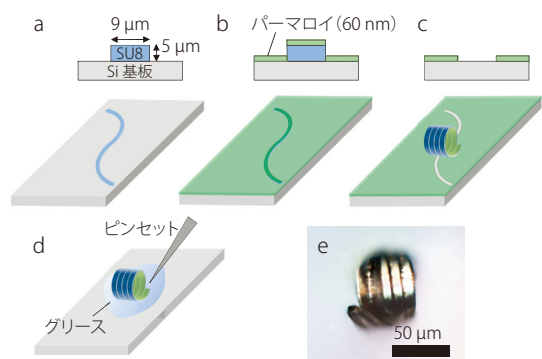 a
9 µm
5 µm
SU8
Si 基板
b
パーマロイ(60 nm)
c
d
ピンセット
グリース
e
50 µm